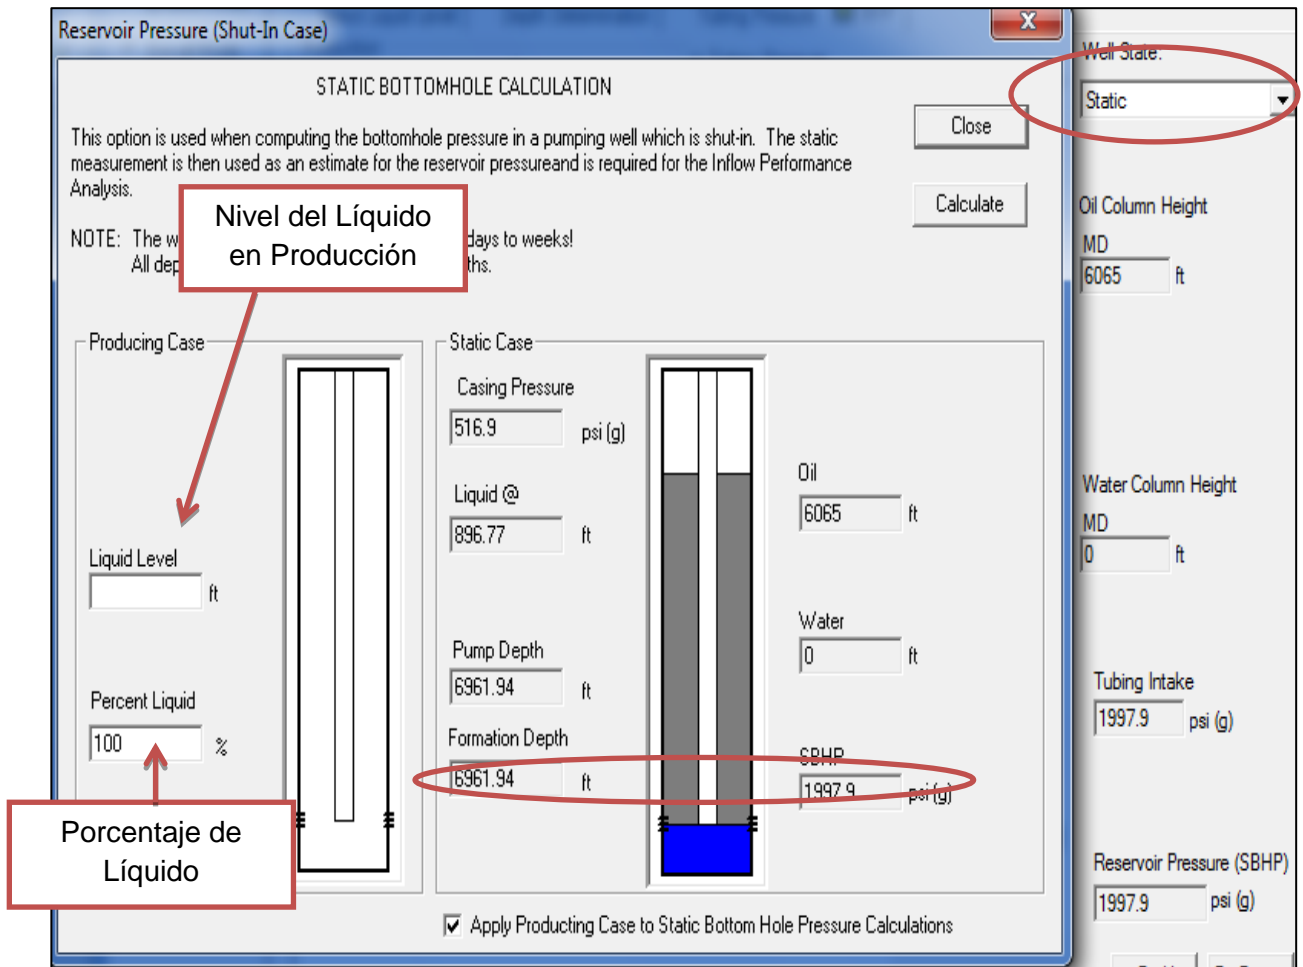 Reservoir Pressure (Shut-In Case)
X
STATIC BOTTOMHOLE CALCULATION
This option is used when computing the bottomhole pressure in a pumping well which is shut-in. The static
measurement is then used as an estimate for the reservoir pressureand is required for the Inflow Performance
Analysis.
NOTE: The w
days to weeks!
All dep
ths.
Close
Calculate
Nivel del Líquido
en Producción
Producing Case
Liquid Level
ft
Percent Liquid
100 %
Porcentaje de
Líquido
Static Case
Casing Pressure
516.9 psi (g)
Liquid @
896.77 ft
Pump Depth
6961.94 ft
Formation Depth
6961.94 ft
Oil
6065 ft
Water
0 ft
SBHP
1997.9 psi (g)
Apply Producting Case to Static Bottom Hole Pressure Calculations
Well State:
Static
Oil Column Height
MD
6065 ft
Water Column Height
MD
0 ft
Tubing Intake
1997.9 psi (g)
Reservoir Pressure (SBHP)
1997.9 psi (g)